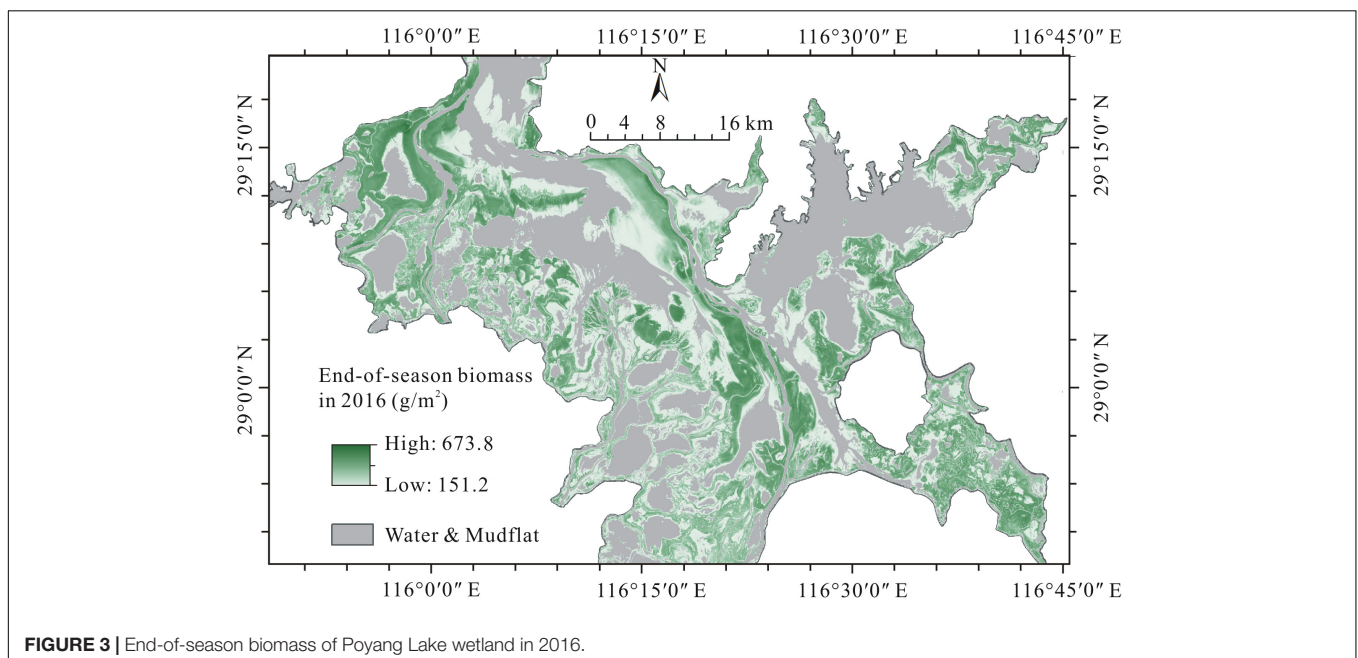 116°0′0″ E 116°15′0″ E 116°30′0″ E 116°45′0″ E
N
0 4 8 16 km
29°15′0″ N
29°15′0″ N
29°0′0″ N
29°0′0″ N
End-of-season biomass
in 2016 (g/m²)
High: 673.8
Low: 151.2
Water & Mudflat
116°0′0″ E 116°15′0″ E 116°30′0″ E 116°45′0″ E
FIGURE 3 | End-of-season biomass of Poyang Lake wetland in 2016.